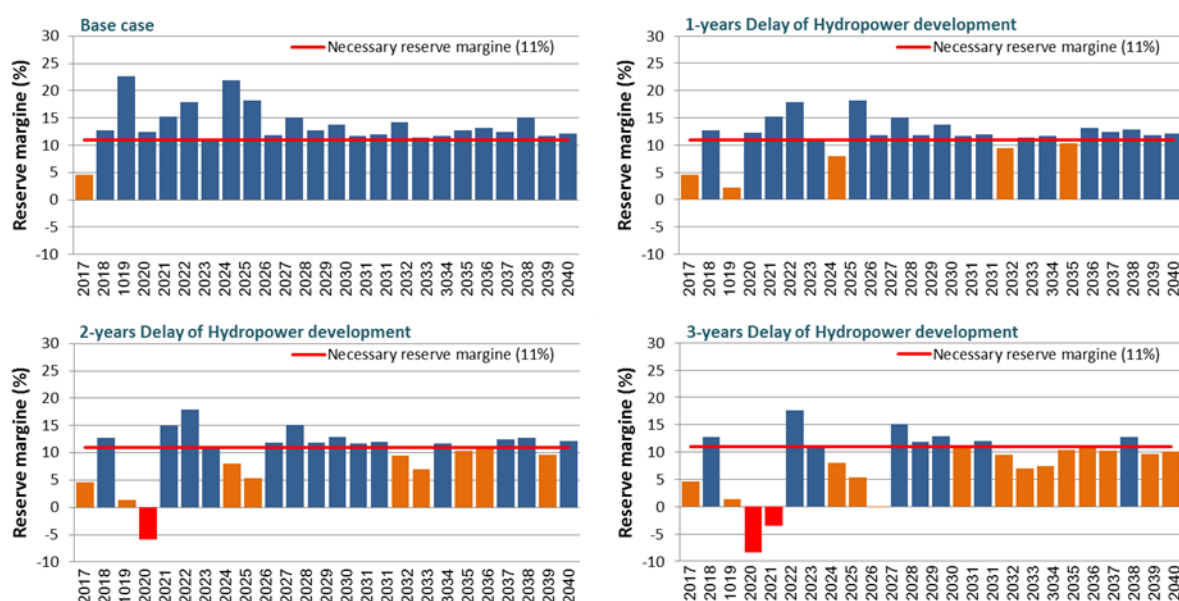 Base case
Necessary reserve margine (11%)
Reserve margine (%)
30
25
20
15
10
5
0
-5
-10
2017 2018 1019 2020 2021 2022 2023 2024 2025 2026 2027 2028 2029 2030 2031 2032 2033 3034 2035 2036 2037 2038 2039 2040
1-years Delay of Hydropower development
Necessary reserve margine (11%)
Reserve margine (%)
30
25
20
15
10
5
0
-5
-10
2017 2018 1019 2020 2021 2022 2023 2024 2025 2026 2027 2028 2029 2030 2031 2032 2033 3034 2035 2036 2037 2038 2039 2040
2-years Delay of Hydropower development
Necessary reserve margine (11%)
Reserve margine (%)
30
25
20
15
10
5
0
-5
-10
2017 2018 1019 2020 2021 2022 2023 2024 2025 2026 2027 2028 2029 2030 2031 2032 2033 3034 2035 2036 2037 2038 2039 2040
3-years Delay of Hydropower development
Necessary reserve margine (11%)
Reserve margine (%)
30
25
20
15
10
5
0
-5
-10
2017 2018 1019 2020 2021 2022 2023 2024 2025 2026 2027 2028 2029 2030 2031 2032 2033 3034 2035 2036 2037 2038 2039 2040